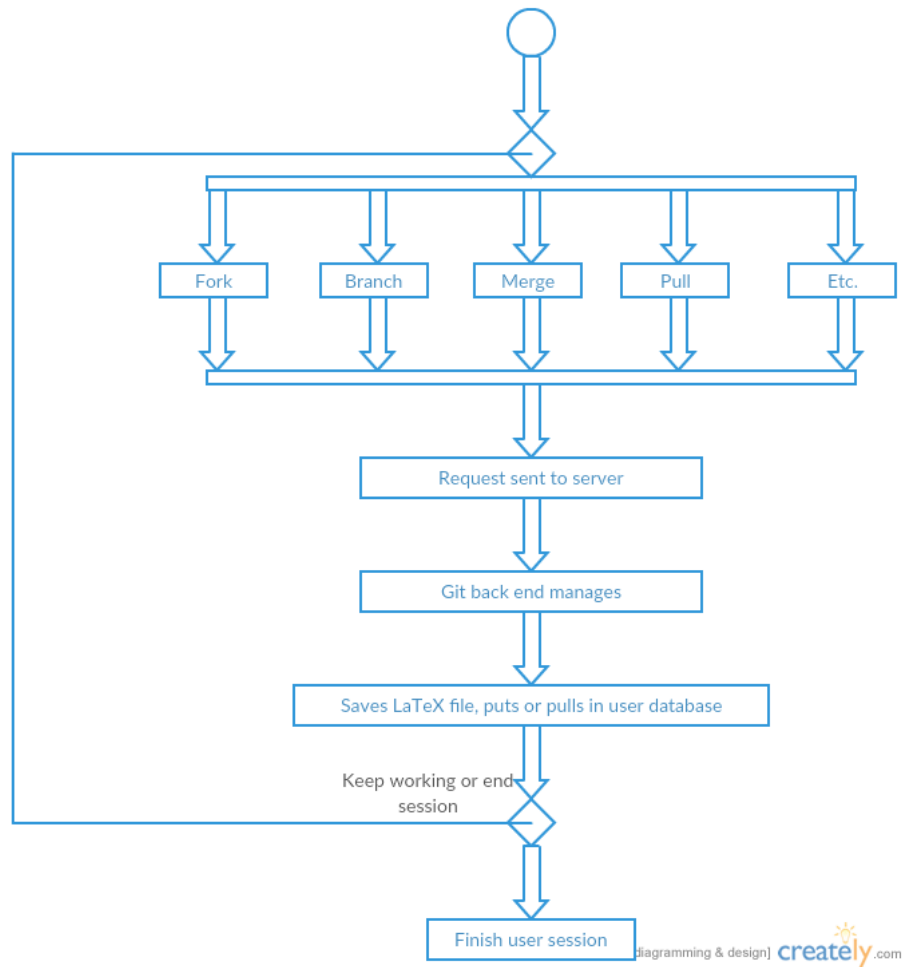 Fork
Branch
Merge
Pull
Etc.
Request sent to server
Git back end manages
Saves LaTeX file, puts or pulls in user database
Keep working or end
session
Finish user session
diagramming & design] creately.com